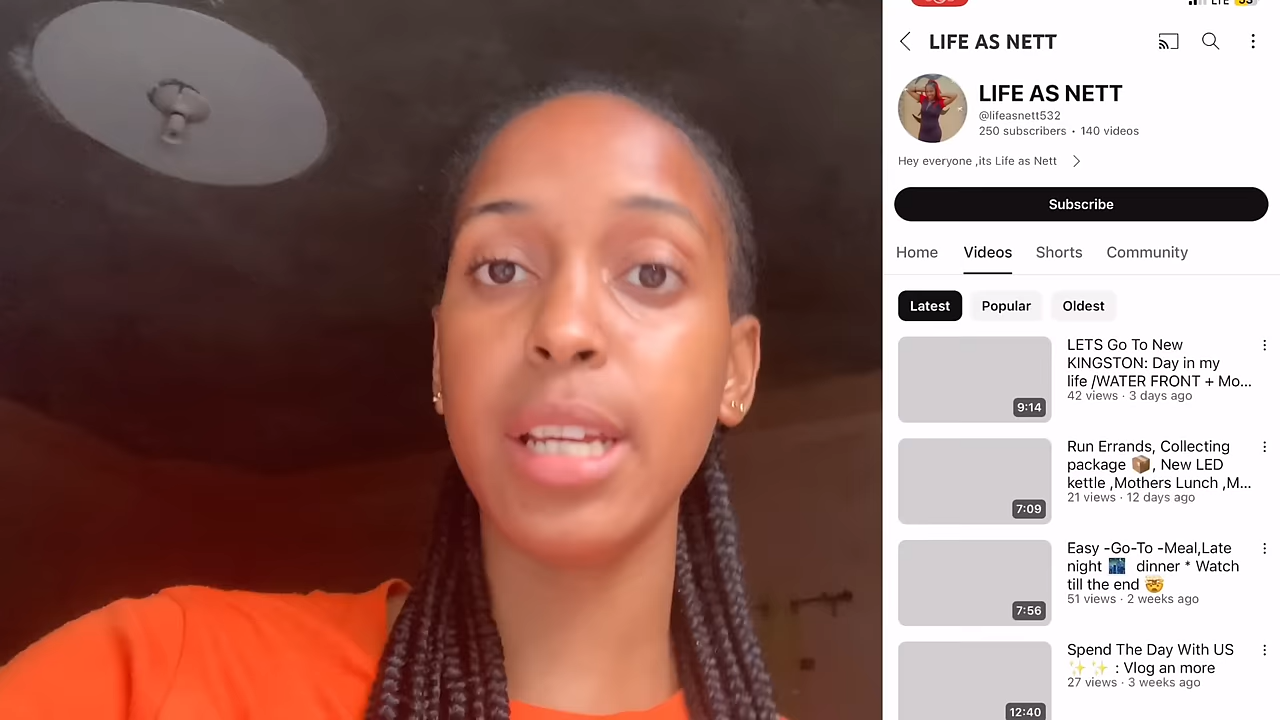 LTE 53
LIFE AS NETT
LIFE AS NETT
@lifeasnett532
250 subscribers • 140 videos
Hey everyone ,its Life as Nett
Subscribe
Home Videos Shorts Community
Latest Popular Oldest
LETS Go To New
KINGSTON: Day in my
life /WATER FRONT + Mo...
42 views · 3 days ago
9:14
Run Errands, Collecting
package 📦, New LED
kettle ,Mothers Lunch ,M...
21 views · 12 days ago
7:09
Easy -Go-To -Meal,Late
night 🌃 dinner * Watch
till the end 🤯
51 views · 2 weeks ago
7:56
Spend The Day With US
✨✨ : Vlog an more
27 views · 3 weeks ago
12:40